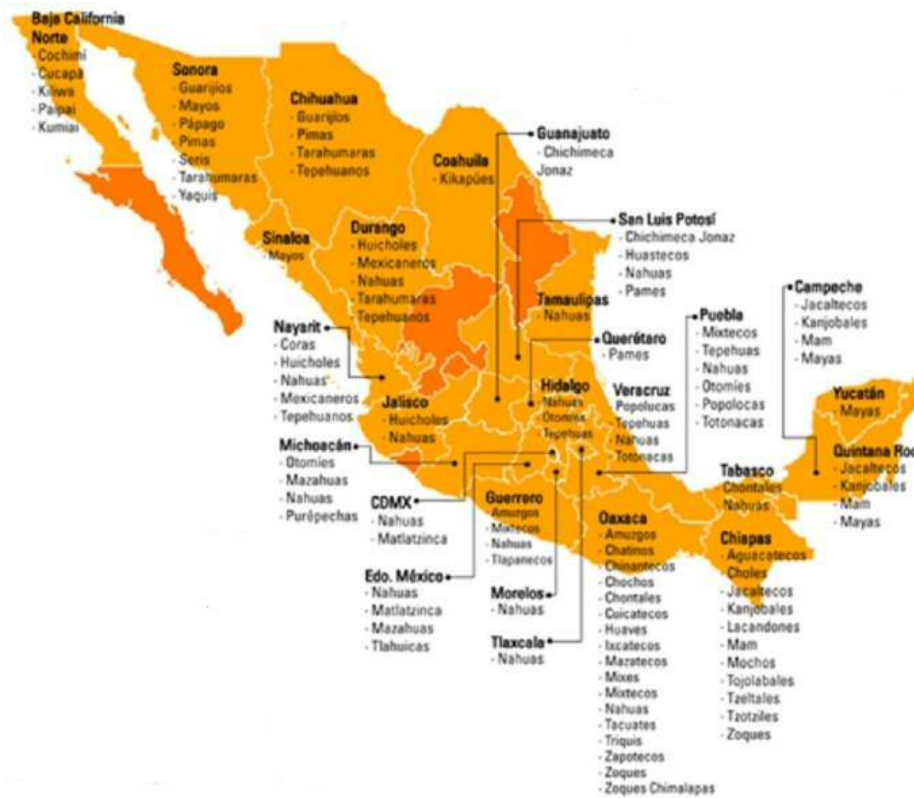 Baja California
Norte
- Cochimí
- Cucapá
- Kiliwa
- Paipai
- Kumiai
Sonora
- Guarijíos
- Mayos
- Pápago
- Pimas
- Seris
- Tarahumaras
- Yaquis
Chihuahua
- Guarijíos
- Pimas
- Tarahumaras
- Tepehuanos
Coahuila
- Kikapúes
Guanajuato
- Chichimeca
Jonaz
Sinaloa
- Mayos
Durango
- Huicholes
- Mexicaneros
- Nahuas
- Tarahumaras
- Tepehuanos
San Luis Potosí
- Chichimeca Jonaz
- Huastecos
- Nahuas
- Pames
Tamaulipas
- Nahuas
Campeche
- Jacaltecos
- Kanjobales
- Mam
- Mayas
Puebla
- Mixtecos
- Tepehuas
- Nahuas
- Otomíes
- Popolocas
- Totonacas
Nayarit
- Coras
- Huicholes
- Nahuas
- Mexicaneros
- Tepehuanos
Querétaro
- Pames
Jalisco
- Huicholes
- Nahuas
Hidalgo
- Nahuas
Otomíes
- Tepehuas
Veracruz
Popolucas
Tepehuas
Nahuas
Totonacas
Yucatán
- Mayas
Quintana Roo
- Jacaltecos
- Kanjobales
- Mam
- Mayas
Michoacán
- Otomíes
- Mazahuas
- Nahuas
- Purépechas
CDMX
- Nahuas
- Matlatzinca
Guerrero
- Amuzgos
- Mixtecos
- Nahuas
- Tlapanecos
Tabasco
Chontales
Nahuas
Edo. México
- Nahuas
- Matlatzinca
- Mazahuas
- Tlahuicas
Morelos
- Nahuas
Tlaxcala
- Nahuas
Oaxaca
- Amuzgos
- Chatinos
- Chinantecos
- Chochos
- Chontales
- Cuicatecos
- Huaves
- Ixcatecos
- Mazatecos
- Mixes
- Mixtecos
- Nahuas
- Tacuates
- Triquis
- Zapotecos
- Zoques
- Zoques Chimalapas
Chiapas
- Aguacatecos
- Choles
- Jacaltecos
- Kanjobales
- Lacandones
- Mam
- Mochos
- Tojolabales
- Tzeltales
- Tzotziles
- Zoques